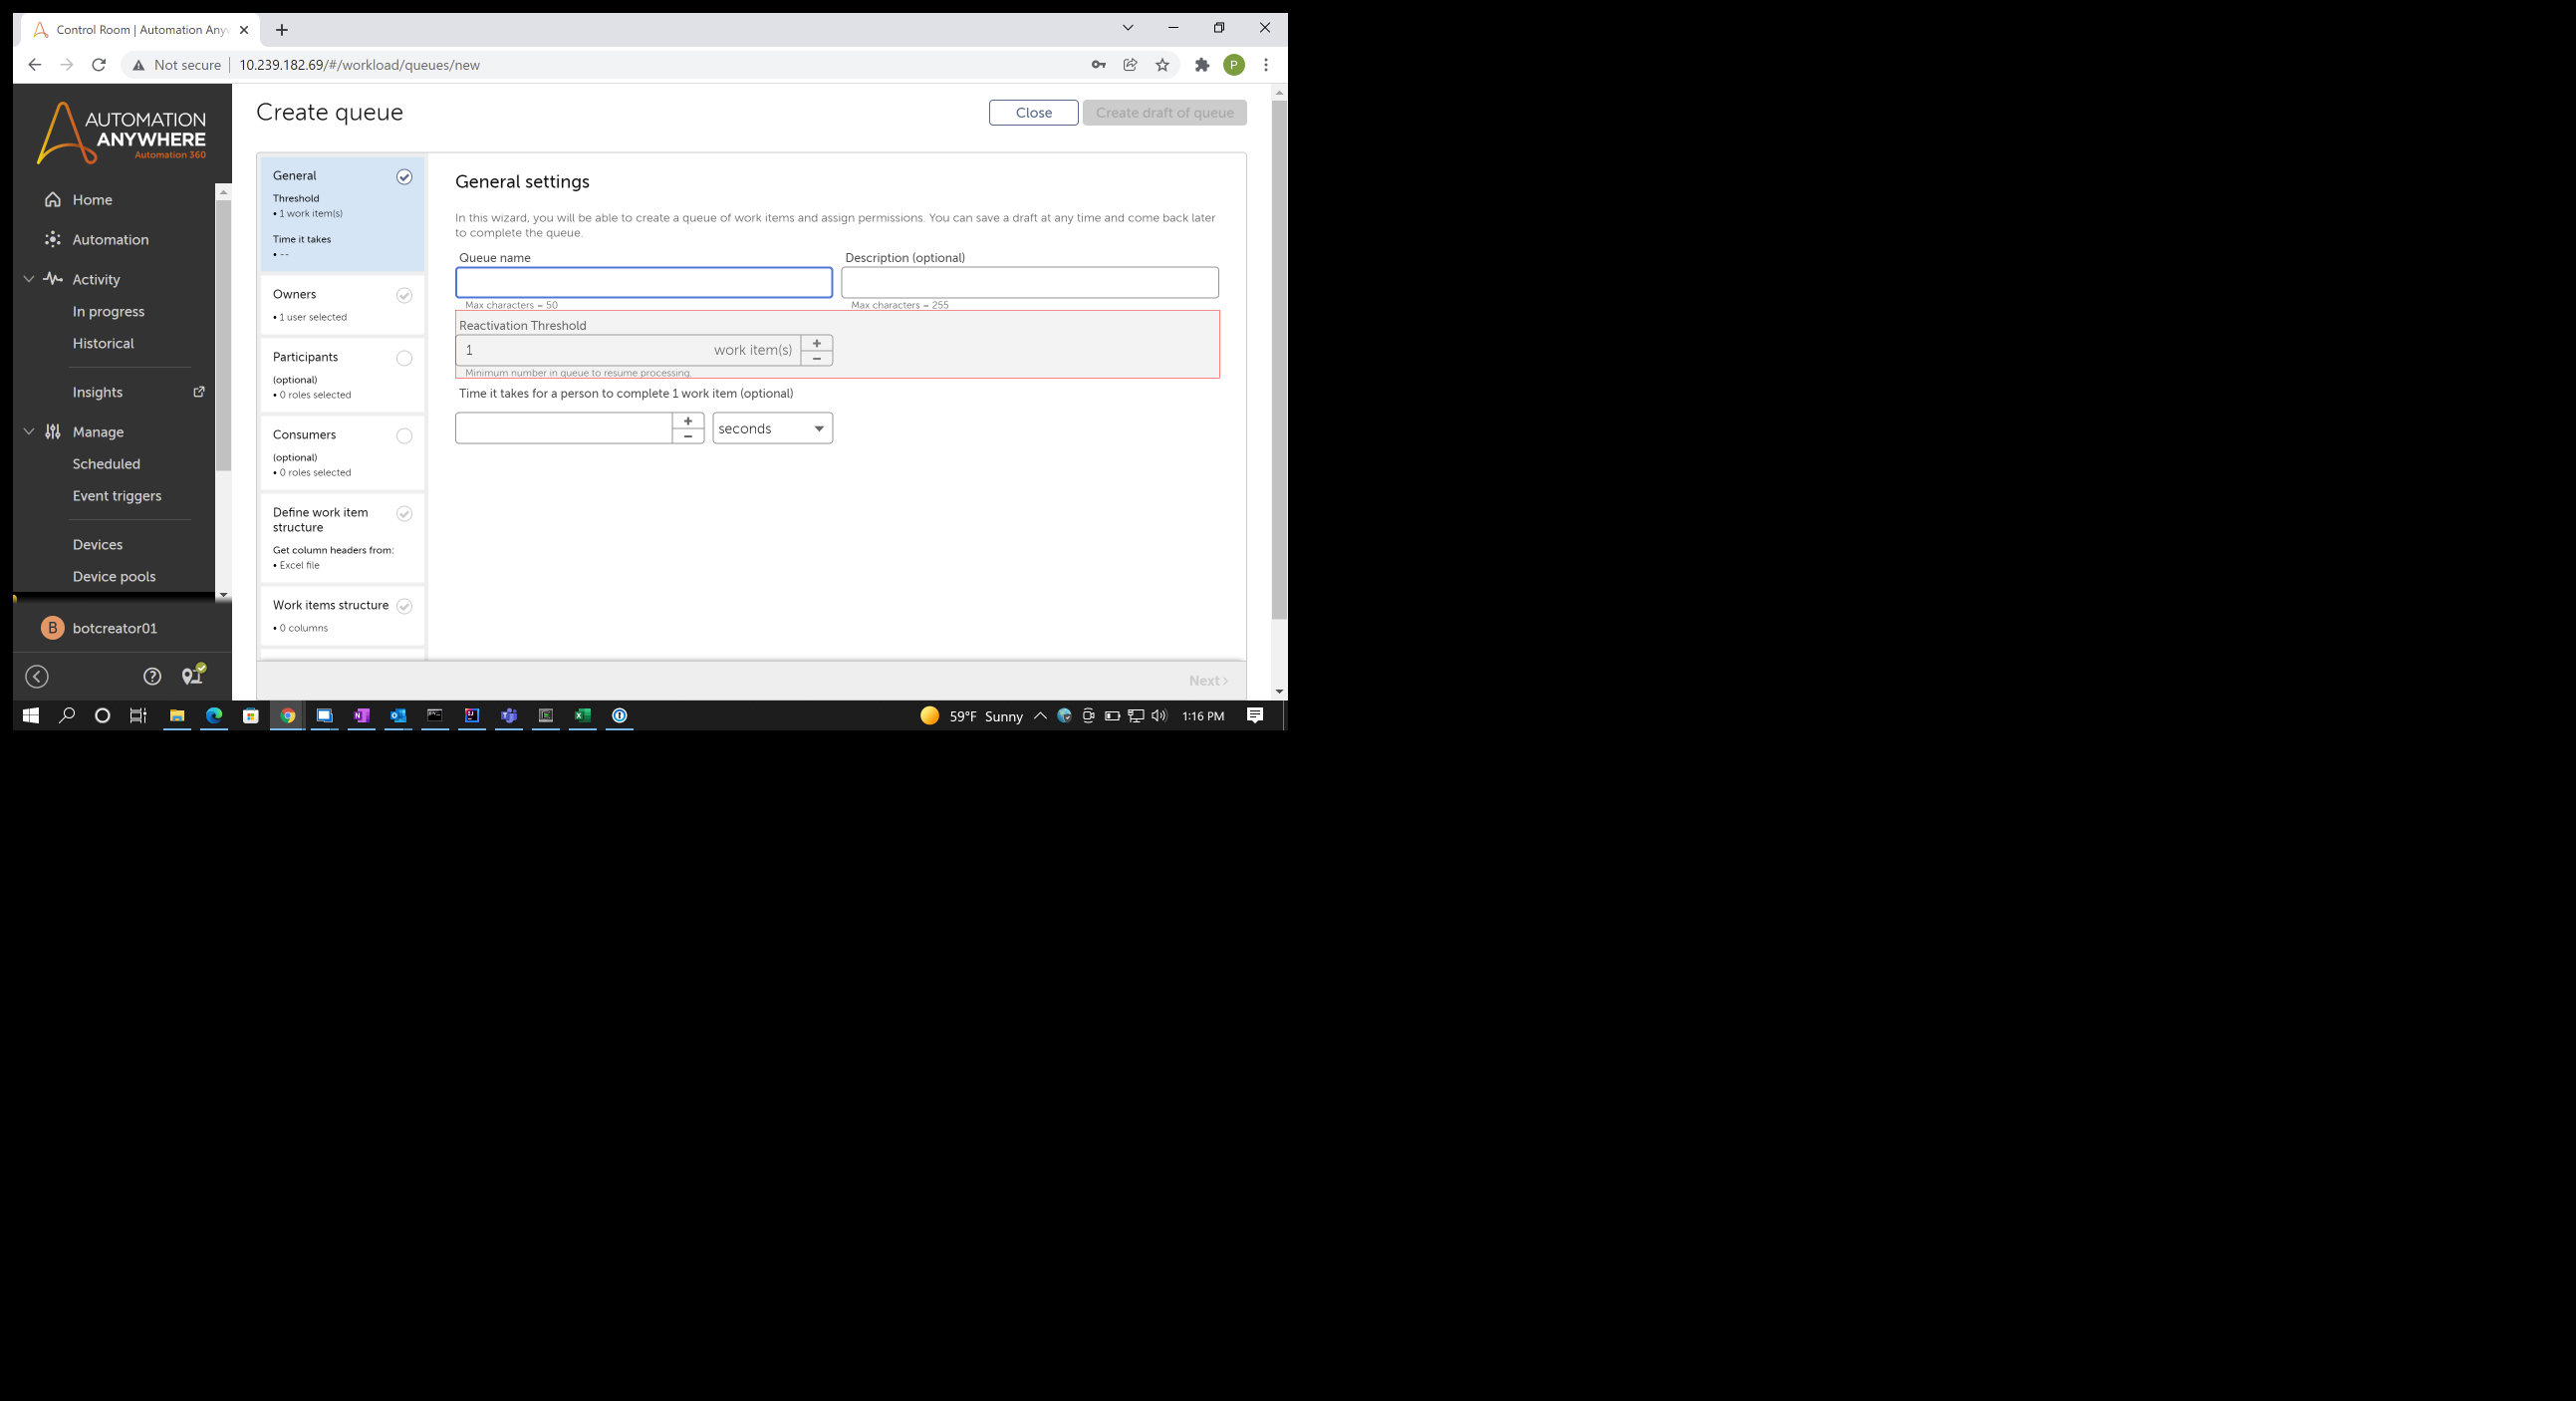 Control Room | Automation Any
Not secure
10.239.182.69/#/workload/queues/new
P
AUTOMATION
ANYWHERE
Automation 360
Home
Automation
Activity
In progress
Historical
Insights
Manage
Scheduled
Event triggers
Devices
Device pools
B botcreator01
Create queue
Close
Create draft of queue
General
Threshold
• 1 work item(s)
Time it takes
• --
Owners
• 1 user selected
Participants
(optional)
• 0 roles selected
Consumers
(optional)
• 0 roles selected
Define work item
structure
Get column headers from:
• Excel file
Work items structure
• 0 columns
General settings
In this wizard, you will be able to create a queue of work items and assign permissions. You can save a draft at any time and come back later
to complete the queue.
Queue name
Description (optional)
Max characters = 50
Max characters = 255
Reactivation Threshold
1 work item(s)
Minimum number in queue to resume processing.
Time it takes for a person to complete 1 work item (optional)
seconds
Next >
59°F Sunny
1:16 PM